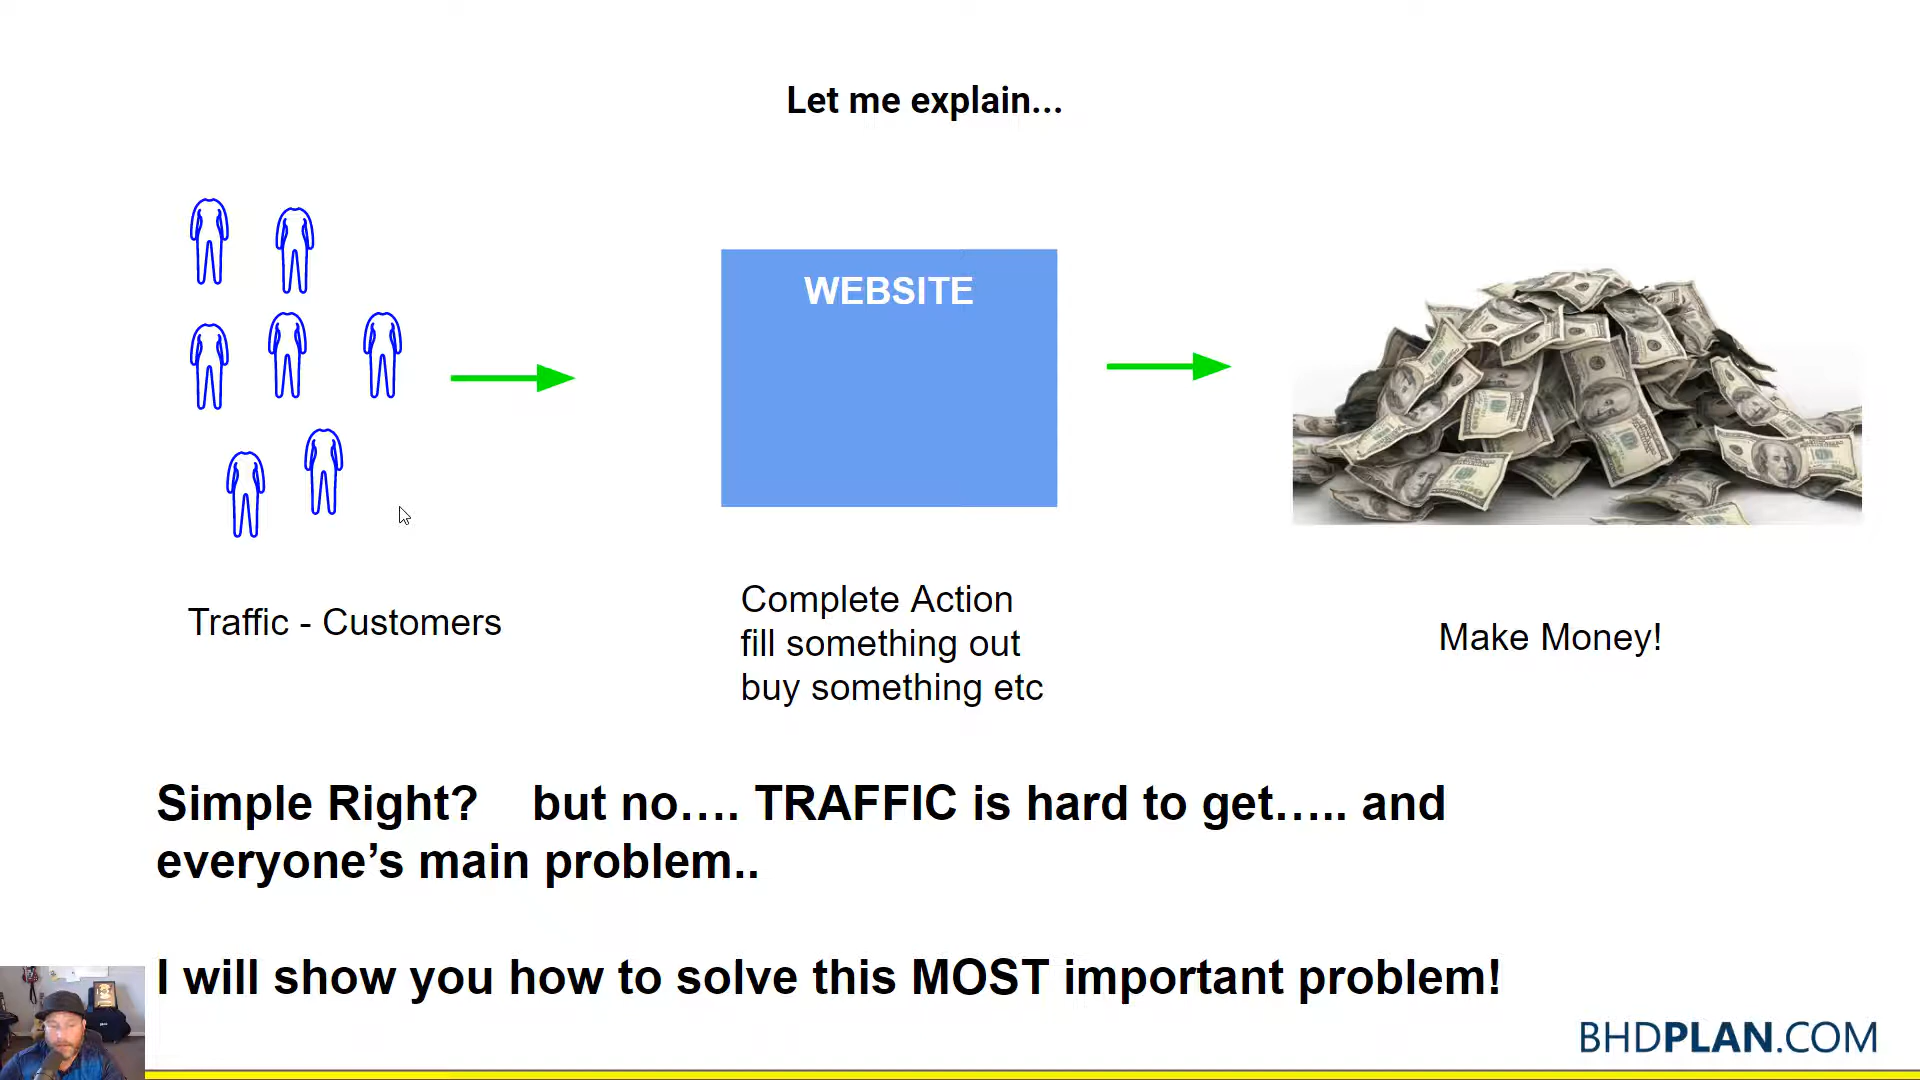 Let me explain...
WEBSITE
Traffic - Customers
Complete Action
fill something out
buy something etc
Make Money!
Simple Right? but no.... TRAFFIC is hard to get..... and
everyone’s main problem..
I will show you how to solve this MOST important problem!
BHDPLAN.COM